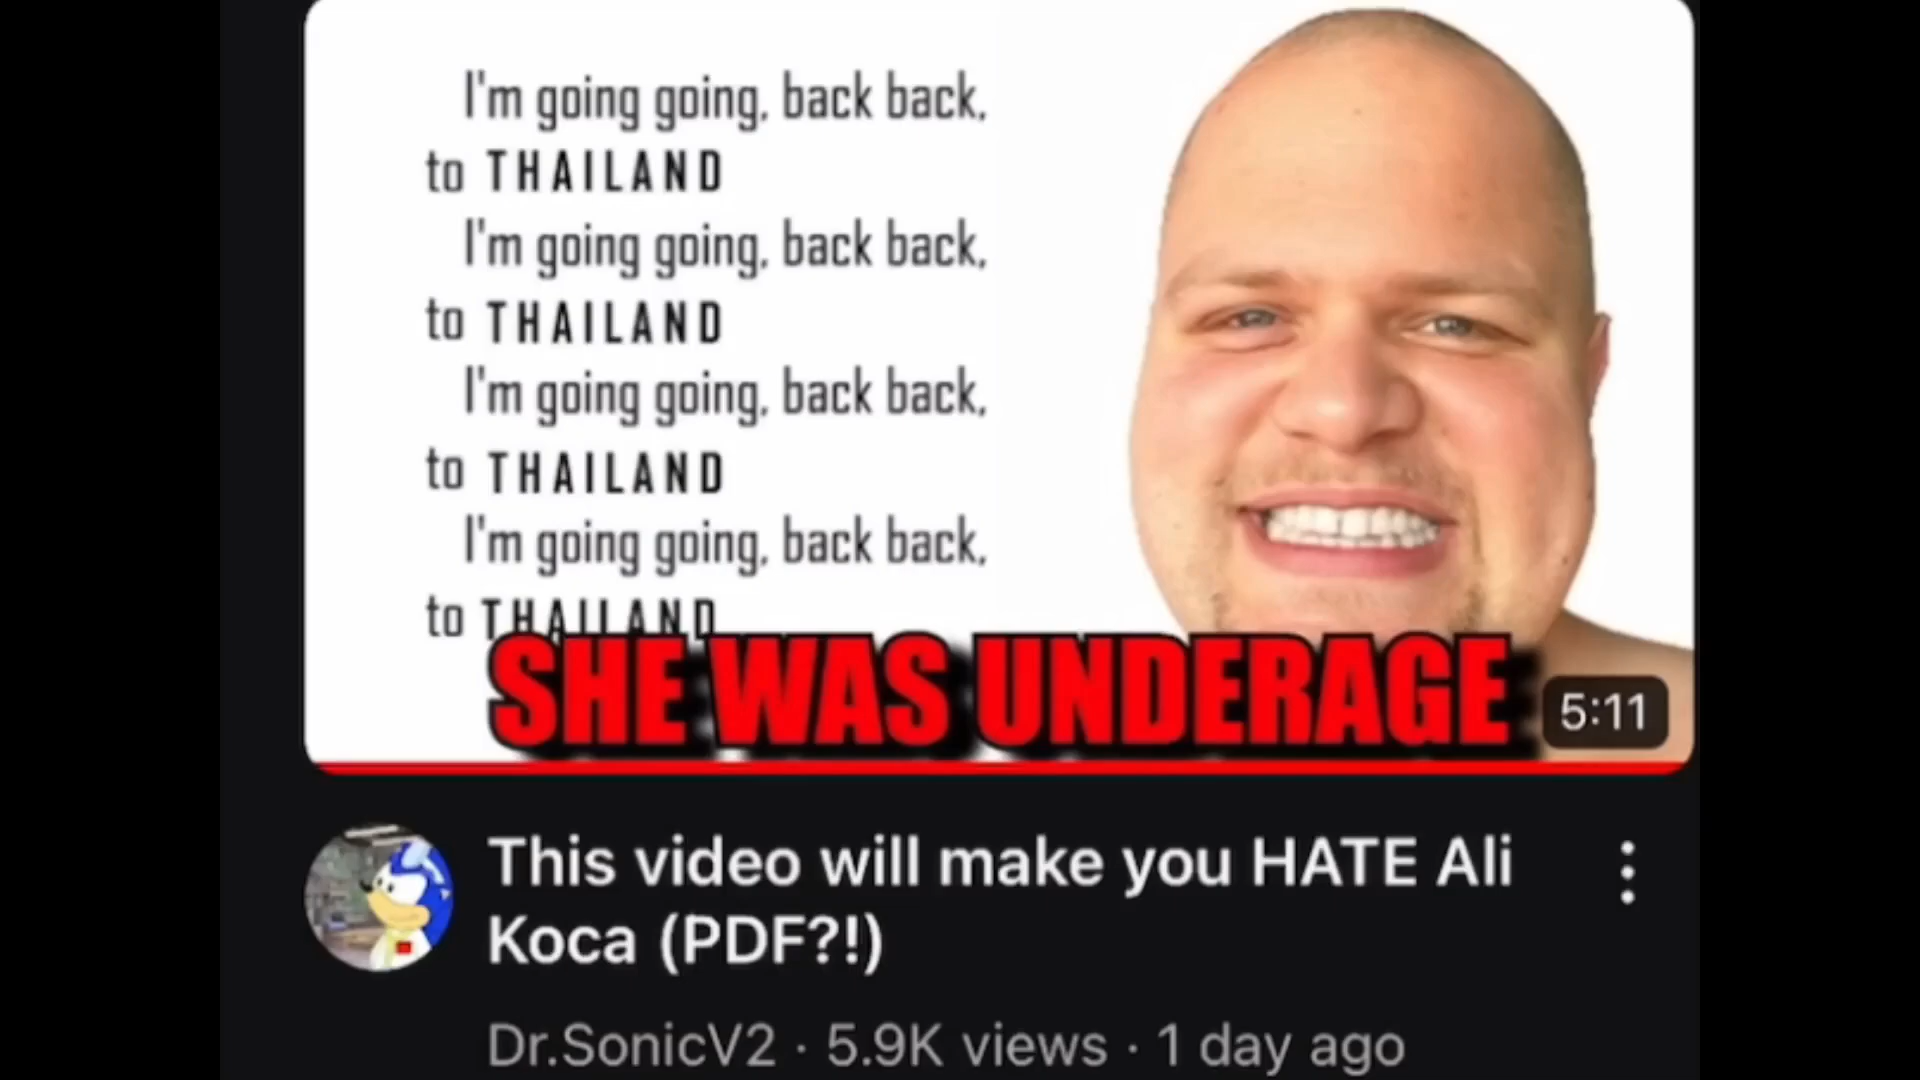 I'm going going, back back,
to THAILAND
I'm going going, back back,
to THAILAND
I'm going going, back back,
to THAILAND
I'm going going, back back,
to THAILAND
SHE WAS UNDERAGE
5:11
This video will make you HATE Ali
Koca (PDF?!)
Dr.SonicV2 · 5.9K views · 1 day ago